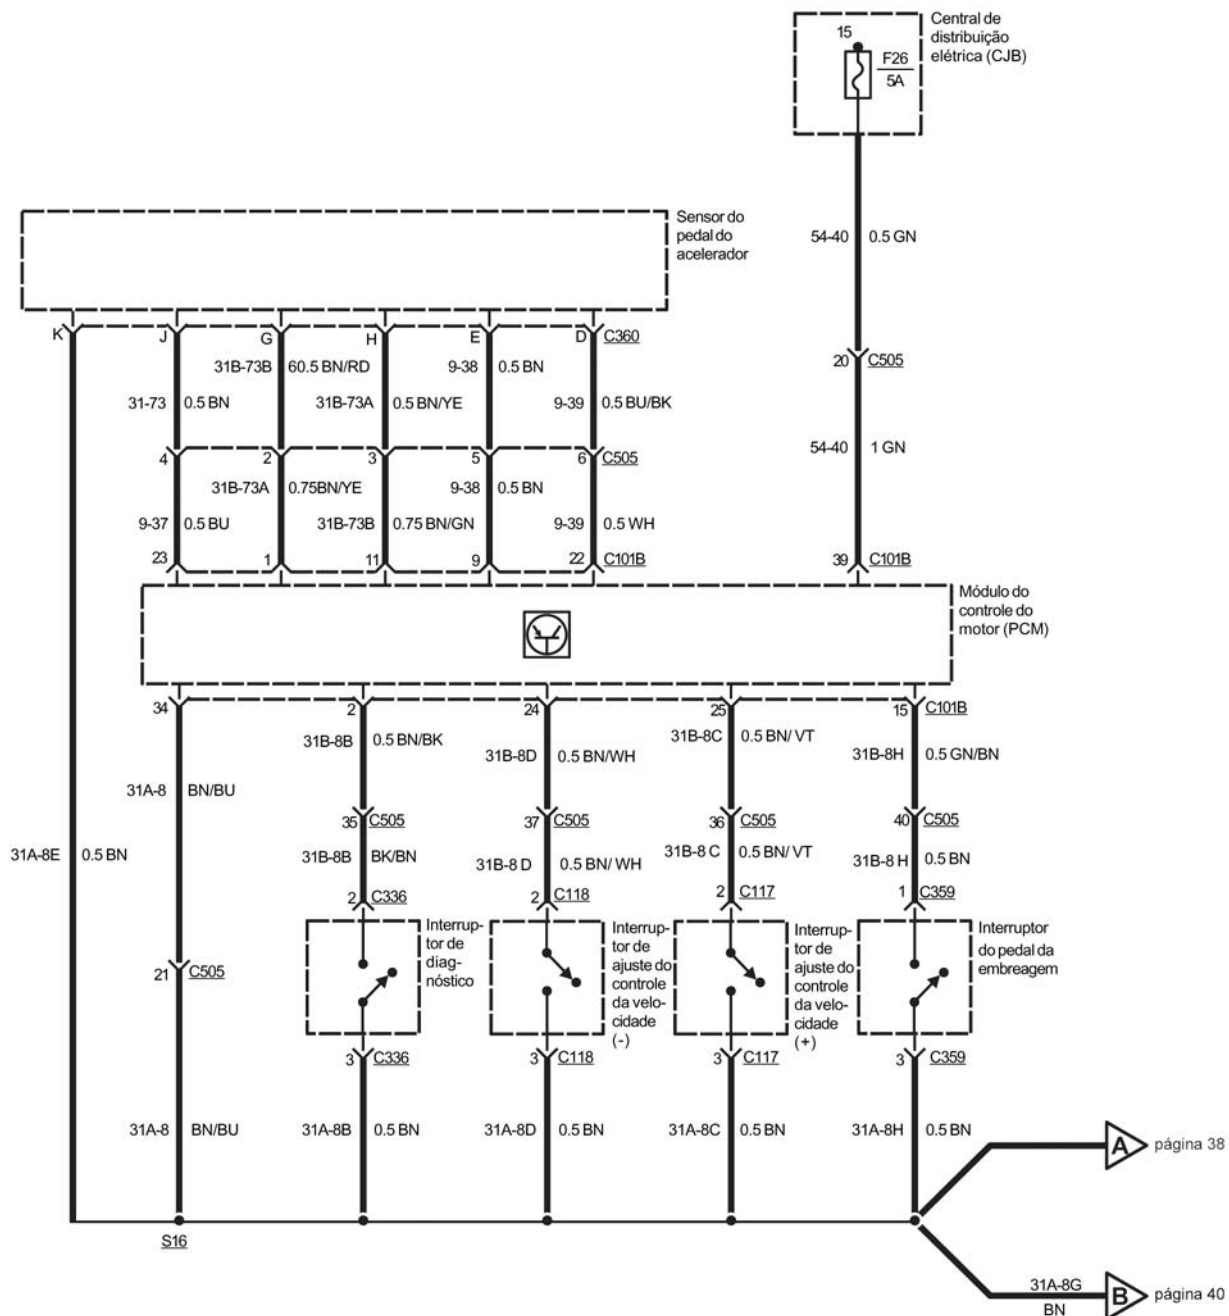 Central de
distribuição
elétrica (CJB)
15
F26
5A
54-40 0.5 GN
Sensor do
pedal do
acelerador
K J G H E D C360
31B-73B 60.5 BN/RD 9-38 0.5 BN
31-73 0.5 BN 31B-73A 0.5 BN/YE 9-39 0.5 BU/BK
20 C505
54-40 1 GN
4 2 3 5 6 C505
31B-73A 0.75BN/YE 9-38 0.5 BN
9-37 0.5 BU 31B-73B 0.75 BN/GN 9-39 0.5 WH
23 1 11 9 22 C101B 39 C101B
Módulo do
controle do
motor (PCM)
34 2 24 25 15 C101B
31B-8B 0.5 BN/BK 31B-8C 0.5 BN/ VT
31B-8D 0.5 BN/WH 31B-8H 0.5 GN/BN
31A-8 BN/BU
35 C505 37 C505 36 C505 40 C505
31A-8E 0.5 BN 31B-8B BK/BN 31B-8 D 0.5 BN/ WH 31B-8 C 0.5 BN/ VT 31B-8 H 0.5 BN
2 C336 2 C118 2 C117 1 C359
Interrup-
tor de
diag-
nóstico
Interrup-
tor de
ajuste do
controle
da velo-
cidade
(-)
Interrup-
tor de
ajuste do
controle
da velo-
cidade
(+)
Interruptor
do pedal da
embreagem
21 C505
3 C336 3 C118 3 C117 3 C359
31A-8 BN/BU 31A-8B 0.5 BN 31A-8D 0.5 BN 31A-8C 0.5 BN 31A-8H 0.5 BN
A página 38
S16
31A-8G
BN
B página 40